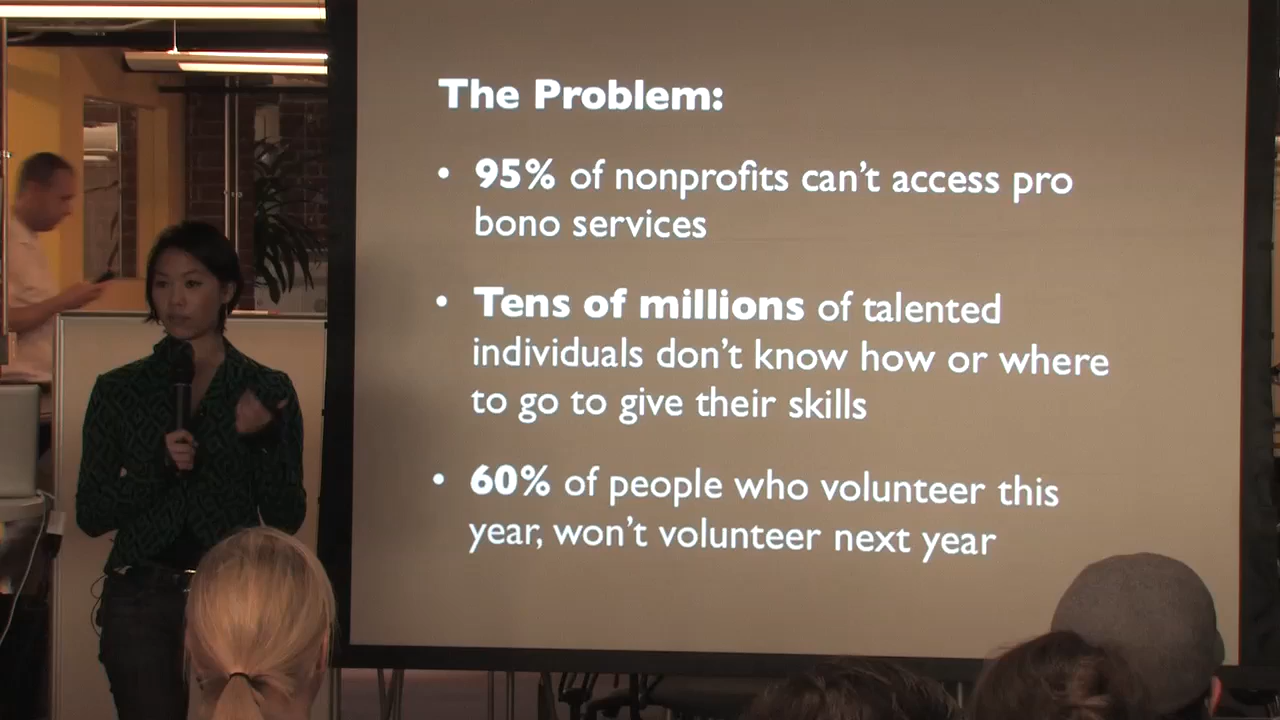 The Problem:
• 95% of nonprofits can't access pro
bono services
• Tens of millions of talented
individuals don't know how or where
to go to give their skills
• 60% of people who volunteer this
year, won't volunteer next year